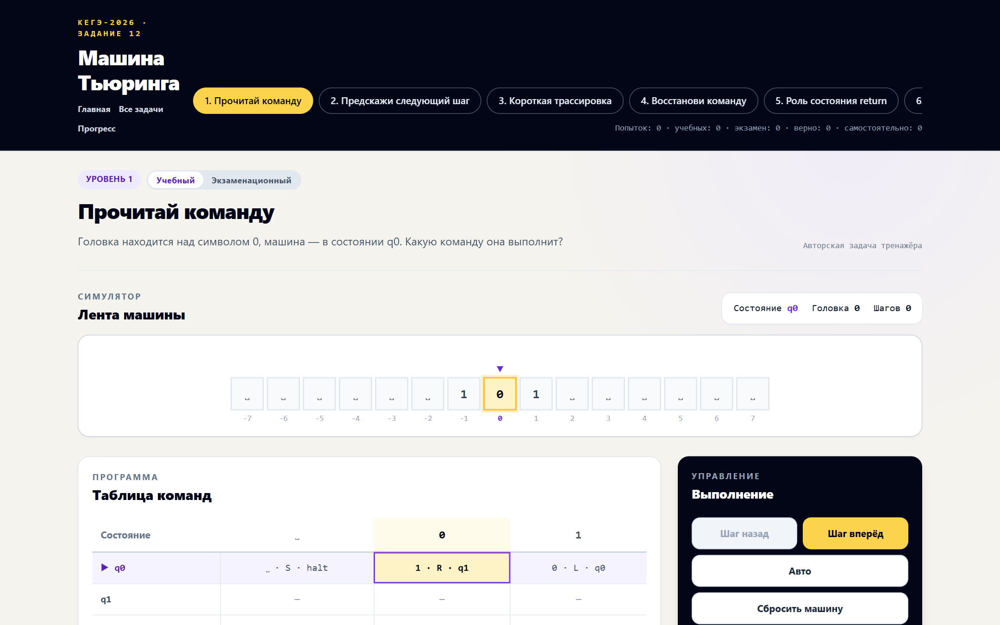 КЕГЭ-2026 ·
ЗАДАНИЕ 12
Машина
Тьюринга
Главная Все задачи
Прогресс
1. Прочитай команду 2. Предскажи следующий шаг 3. Короткая трассировка 4. Восстанови команду 5. Роль состояния return 6.
Попыток: 0 · учебных: 0 · экзамен: 0 · верно: 0 · самостоятельно: 0
УРОВЕНЬ 1 Учебный Экзаменационный
Прочитай команду
Головка находится над символом 0, машина — в состоянии q0. Какую команду она выполнит?
Авторская задача тренажёра
СИМУЛЯТОР
Лента машины
Состояние q0 Головка 0 Шагов 0
▼
␣ ␣ ␣ ␣ ␣ ␣ 1 0 1 ␣ ␣ ␣ ␣ ␣ ␣
-7 -6 -5 -4 -3 -2 -1 0 1 2 3 4 5 6 7
ПРОГРАММА
Таблица команд
Состояние ␣ 0 1
▶ q0 ␣ · S · halt 1 · R · q1 0 · L · q0
q1 — — —
УПРАВЛЕНИЕ
Выполнение
Шаг назад Шаг вперёд
Авто
Сбросить машину